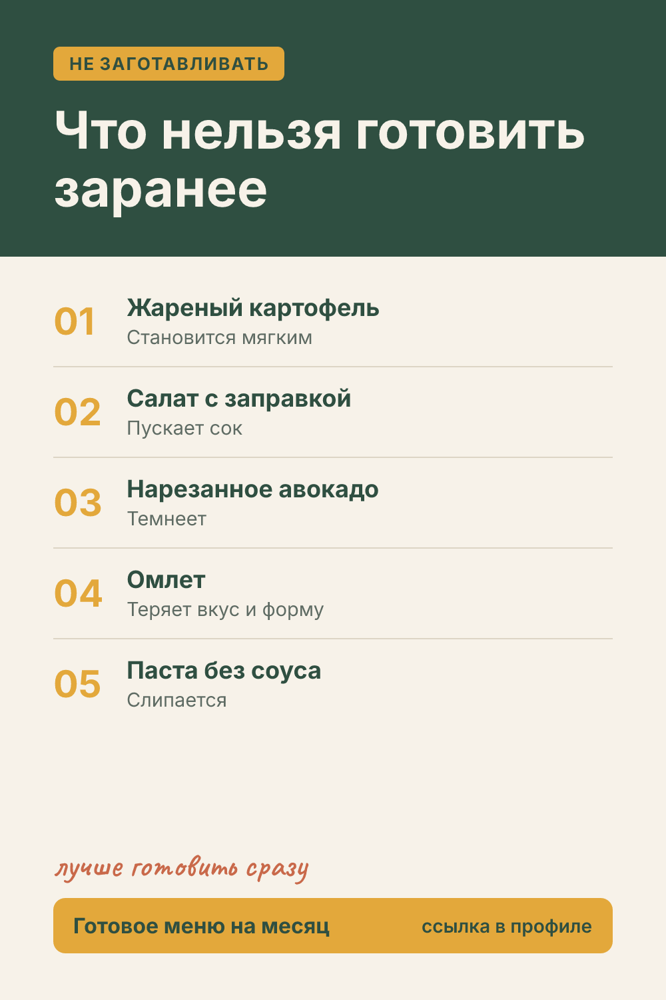 НЕ ЗАГОТАВЛИВАТЬ
Что нельзя готовить
заранее
01
Жареный картофель
Становится мягким
02
Салат с заправкой
Пускает сок
03
Нарезанное авокадо
Темнеет
04
Омлет
Теряет вкус и форму
05
Паста без соуса
Слипается
лучше готовить сразу
Готовое меню на месяц ссылка в профиле